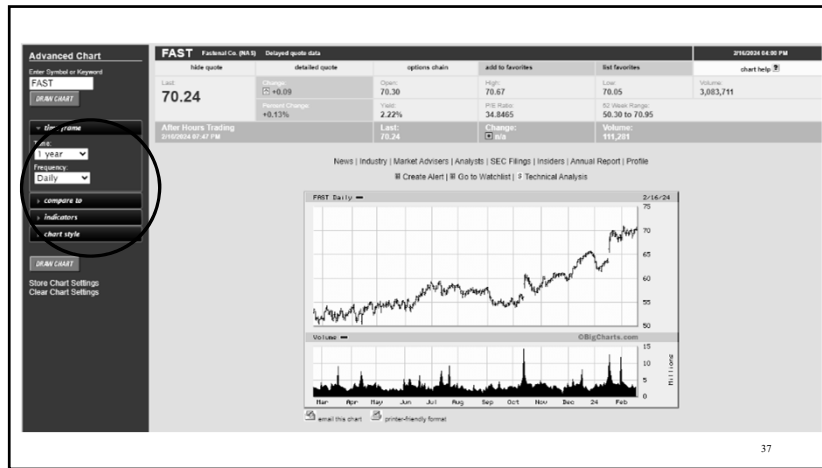 Advanced Chart
Enter Symbol or Keyword
FAST
DRAW CHART
time frame
Time:
1 year
Frequency:
Daily
compare to
indicators
chart style
DRAW CHART
Store Chart Settings
Clear Chart Settings
FAST Fastenal Co. (NAS) Delayed quote data 2/16/2024 04:00 PM
hide quote detailed quote options chain add to favorites list favorites chart help ?
Last: Change: Open: High: Low: Volume:
70.24 +0.09 70.30 70.67 70.05 3,083,711
Percent Change: Yield: P/E Ratio: 52 Week Range:
+0.13% 2.22% 34.8465 50.30 to 70.95
After Hours Trading Last: Change: Volume:
2/16/2024 07:47 PM 70.24 n/a 111,281
News | Industry | Market Advisers | Analysts | SEC Filings | Insiders | Annual Report | Profile
Create Alert | Go to Watchlist | Technical Analysis
FAST Daily 2/16/24
75
70
65
60
55
50
Volume ©BigCharts.com
15
10
5
0
Millions
Mar Apr May Jun Jul Aug Sep Oct Nov Dec 24 Feb
email this chart printer-friendly format
37